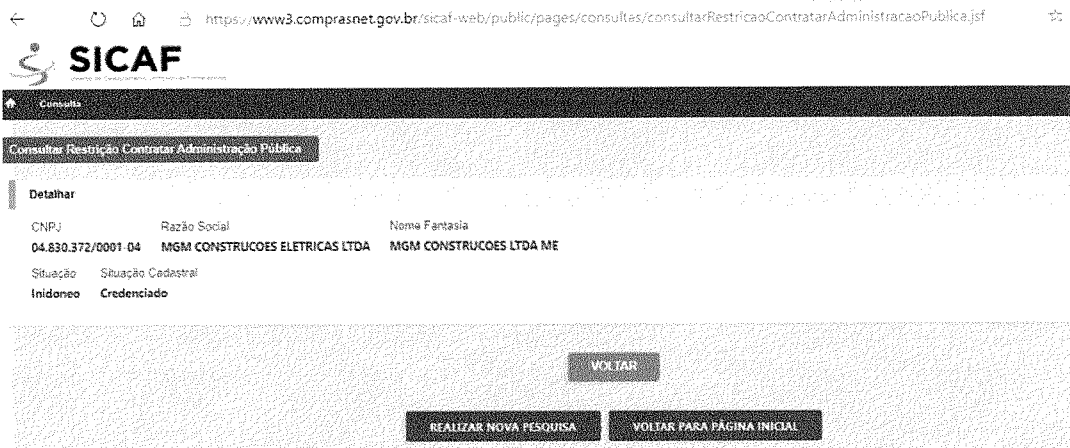 https://www3.comprasnet.gov.br/sicaf-web/public/pages/consultas/consultarRestricaoContratarAdministracaoPublica.jsf
SICAF
Consulta
Consultar Restrição Contratar Administração Pública
Detalhar
CNPJ Razão Social Nome Fantasia
04.830.372/0001-04 MGM CONSTRUCOES ELETRICAS LTDA MGM CONSTRUCOES LTDA ME
Situação Situação Cadastral
Inidoneo Credenciado
VOLTAR
REALIZAR NOVA PESQUISA VOLTAR PARA PÁGINA INICIAL